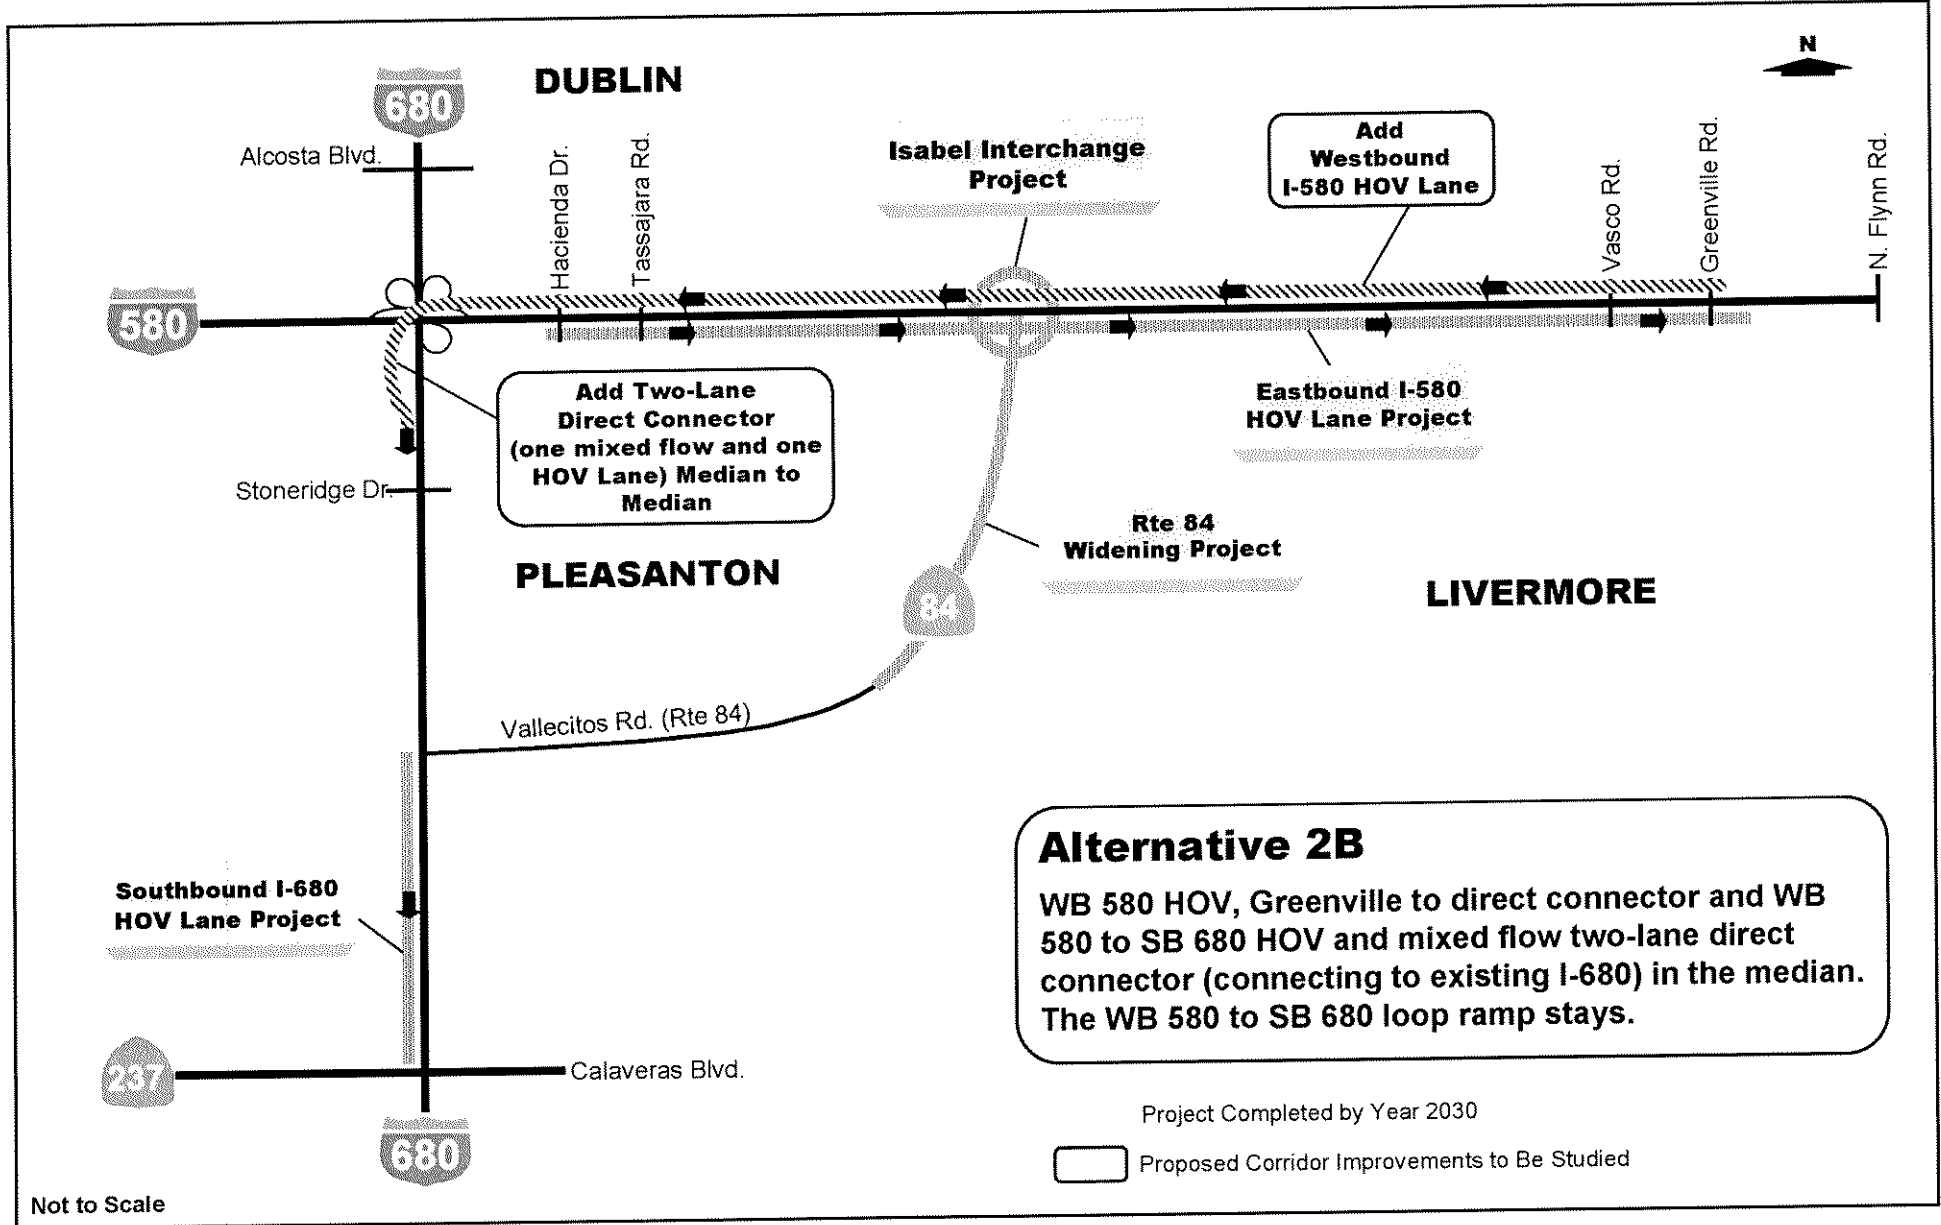 N
DUBLIN
680
Alcosta Blvd.
Hacienda Dr.
Tassajara Rd.
Isabel Interchange
Project
Add
Westbound
I-580 HOV Lane
Vasco Rd.
Greenville Rd.
N. Flynn Rd.
580
Add Two-Lane
Direct Connector
(one mixed flow and one
HOV Lane) Median to
Median
Eastbound I-580
HOV Lane Project
Stoneridge Dr.
Rte 84
Widening Project
PLEASANTON
LIVERMORE
84
Vallecitos Rd. (Rte 84)
Southbound I-680
HOV Lane Project
Alternative 2B
WB 580 HOV, Greenville to direct connector and WB
580 to SB 680 HOV and mixed flow two-lane direct
connector (connecting to existing I-680) in the median.
The WB 580 to SB 680 loop ramp stays.
237
Calaveras Blvd.
680
Project Completed by Year 2030
Proposed Corridor Improvements to Be Studied
Not to Scale